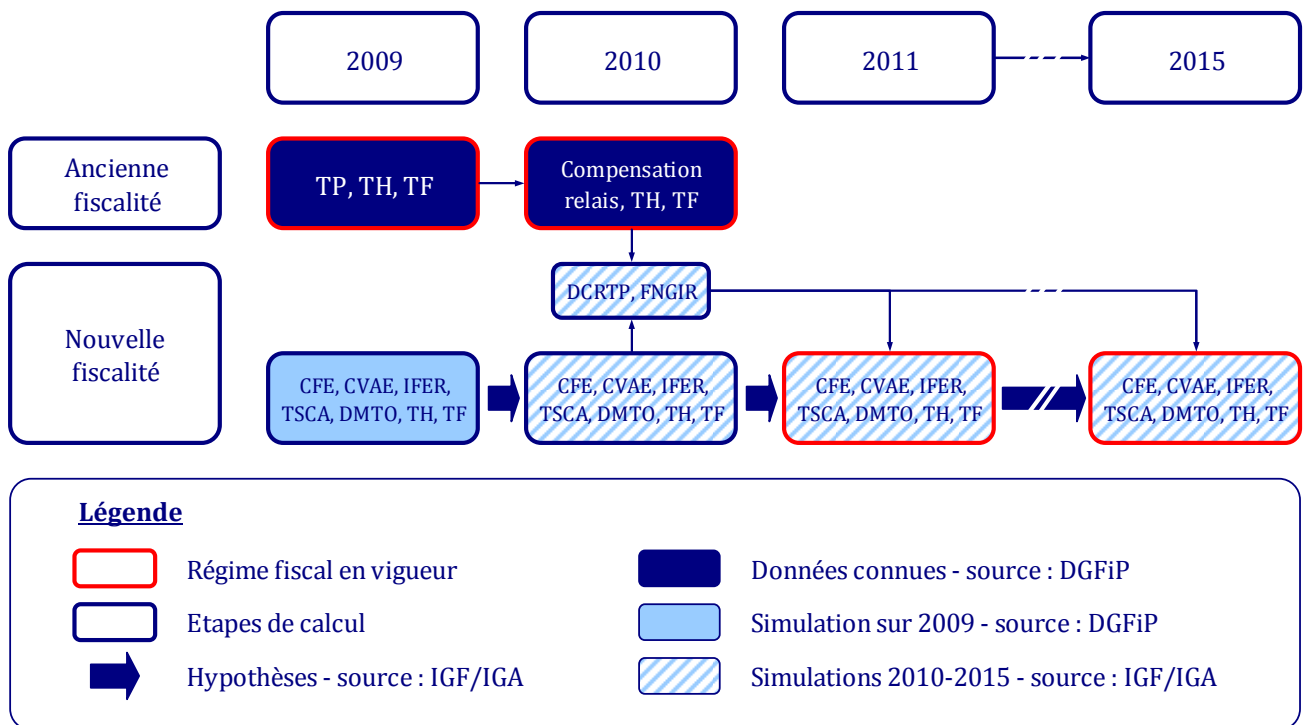 2009
2010
2011
2015
Ancienne
fiscalité
TP, TH, TF
Compensation
relais, TH, TF
Nouvelle
fiscalité
DCRTP, FNGIR
CFE, CVAE, IFER,
TSCA, DMTO, TH, TF
CFE, CVAE, IFER,
TSCA, DMTO, TH, TF
CFE, CVAE, IFER,
TSCA, DMTO, TH, TF
CFE, CVAE, IFER,
TSCA, DMTO, TH, TF
Légende
Régime fiscal en vigueur
Etapes de calcul
Hypothèses - source : IGF/IGA
Données connues - source : DGFiP
Simulation sur 2009 - source : DGFiP
Simulations 2010-2015 - source : IGF/IGA